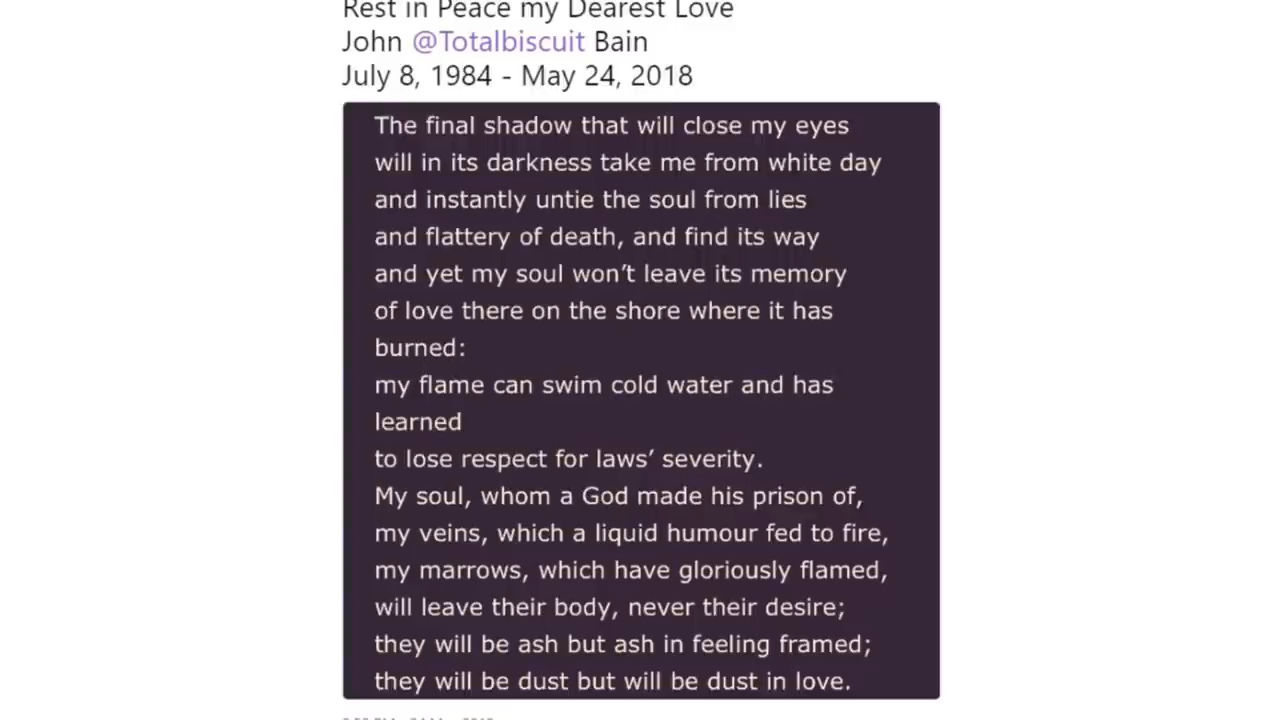 Rest in Peace my Dearest Love
John @Totalbiscuit Bain
July 8, 1984 - May 24, 2018
The final shadow that will close my eyes
will in its darkness take me from white day
and instantly untie the soul from lies
and flattery of death, and find its way
and yet my soul won’t leave its memory
of love there on the shore where it has
burned:
my flame can swim cold water and has
learned
to lose respect for laws’ severity.
My soul, whom a God made his prison of,
my veins, which a liquid humour fed to fire,
my marrows, which have gloriously flamed,
will leave their body, never their desire;
they will be ash but ash in feeling framed;
they will be dust but will be dust in love.